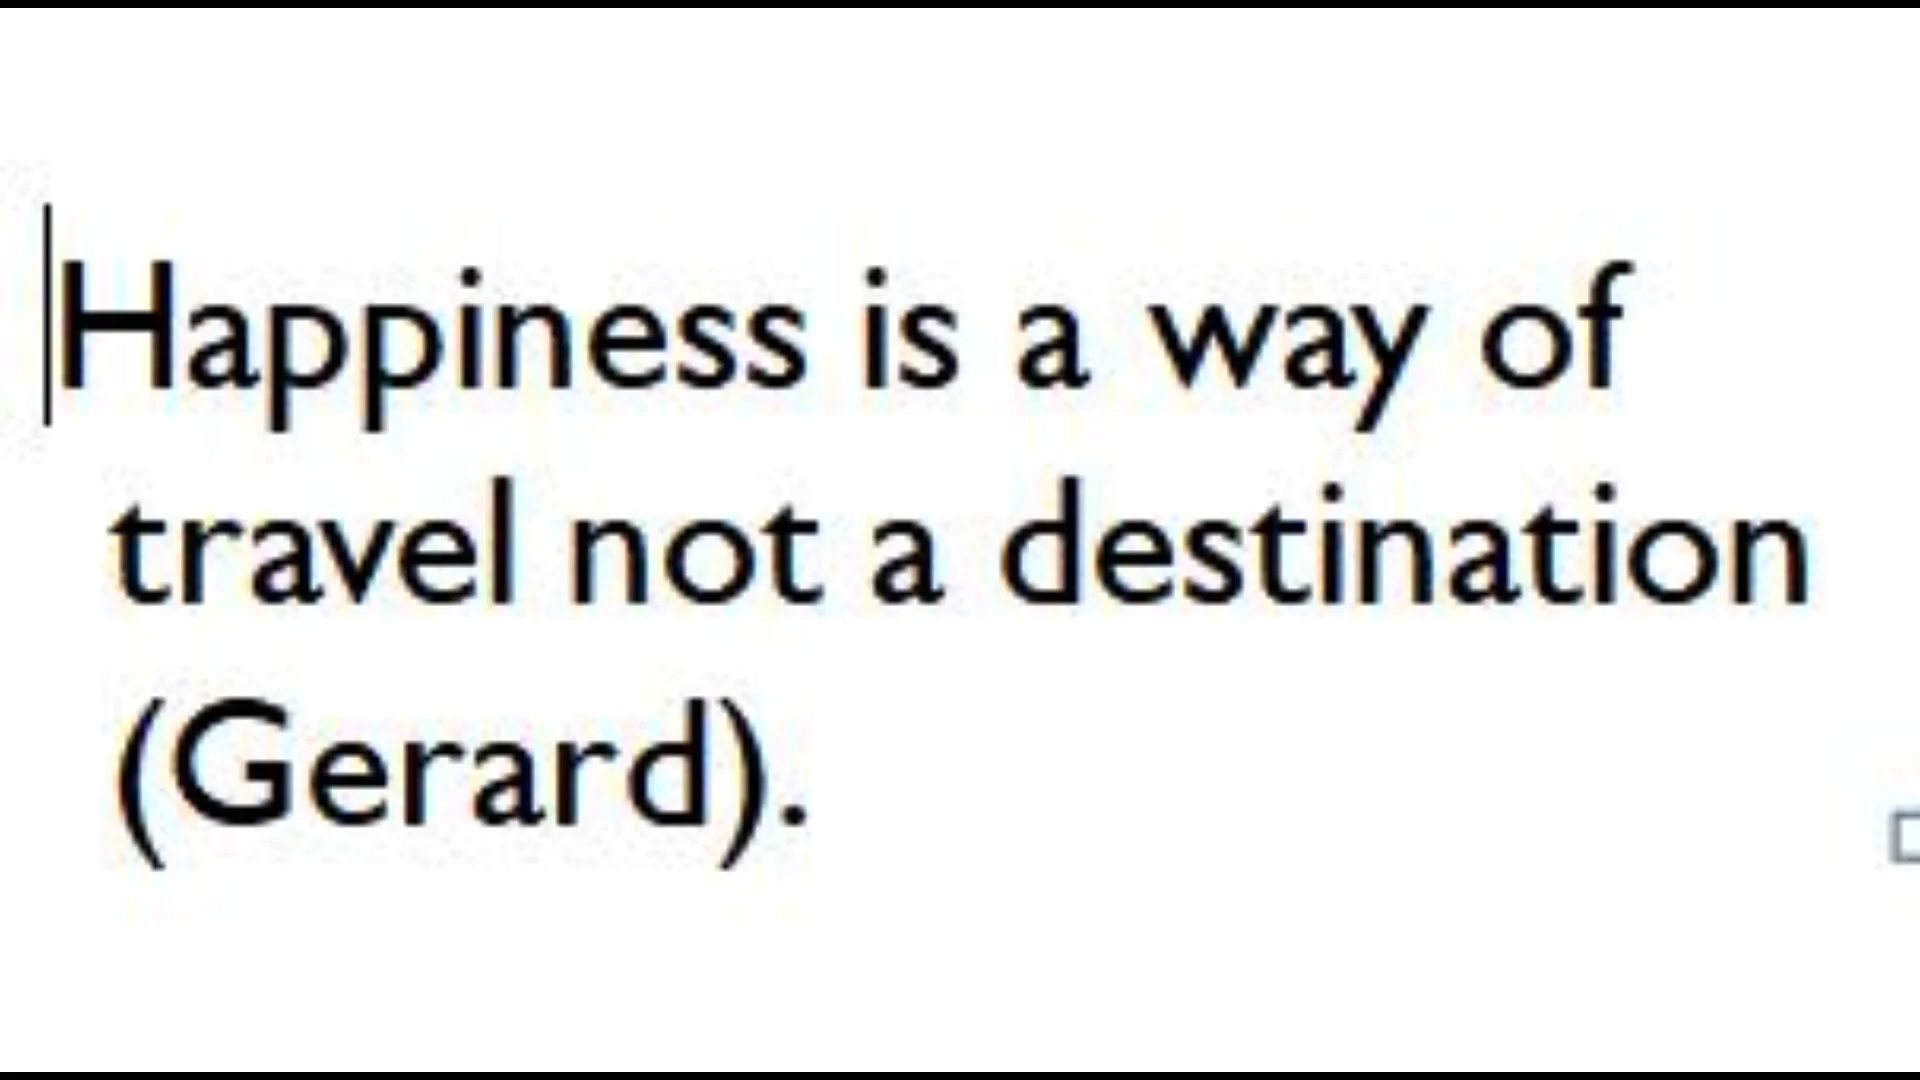 Happiness is a way of
travel not a destination
(Gerard).